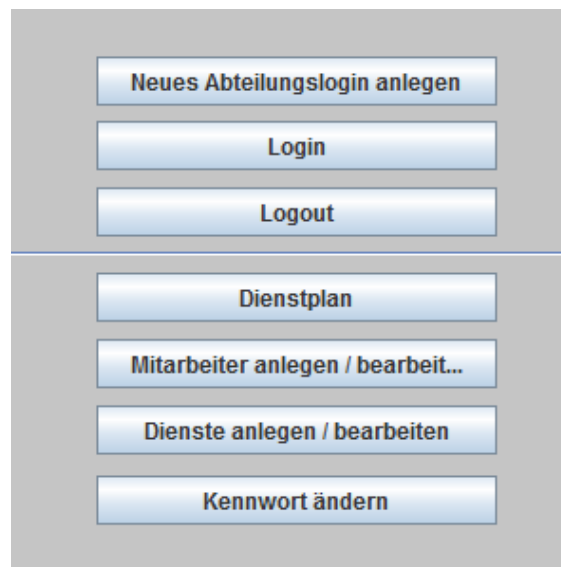 Neues Abteilungslogin anlegen
Login
Logout
Dienstplan
Mitarbeiter anlegen / bearbeit...
Dienste anlegen / bearbeiten
Kennwort ändern